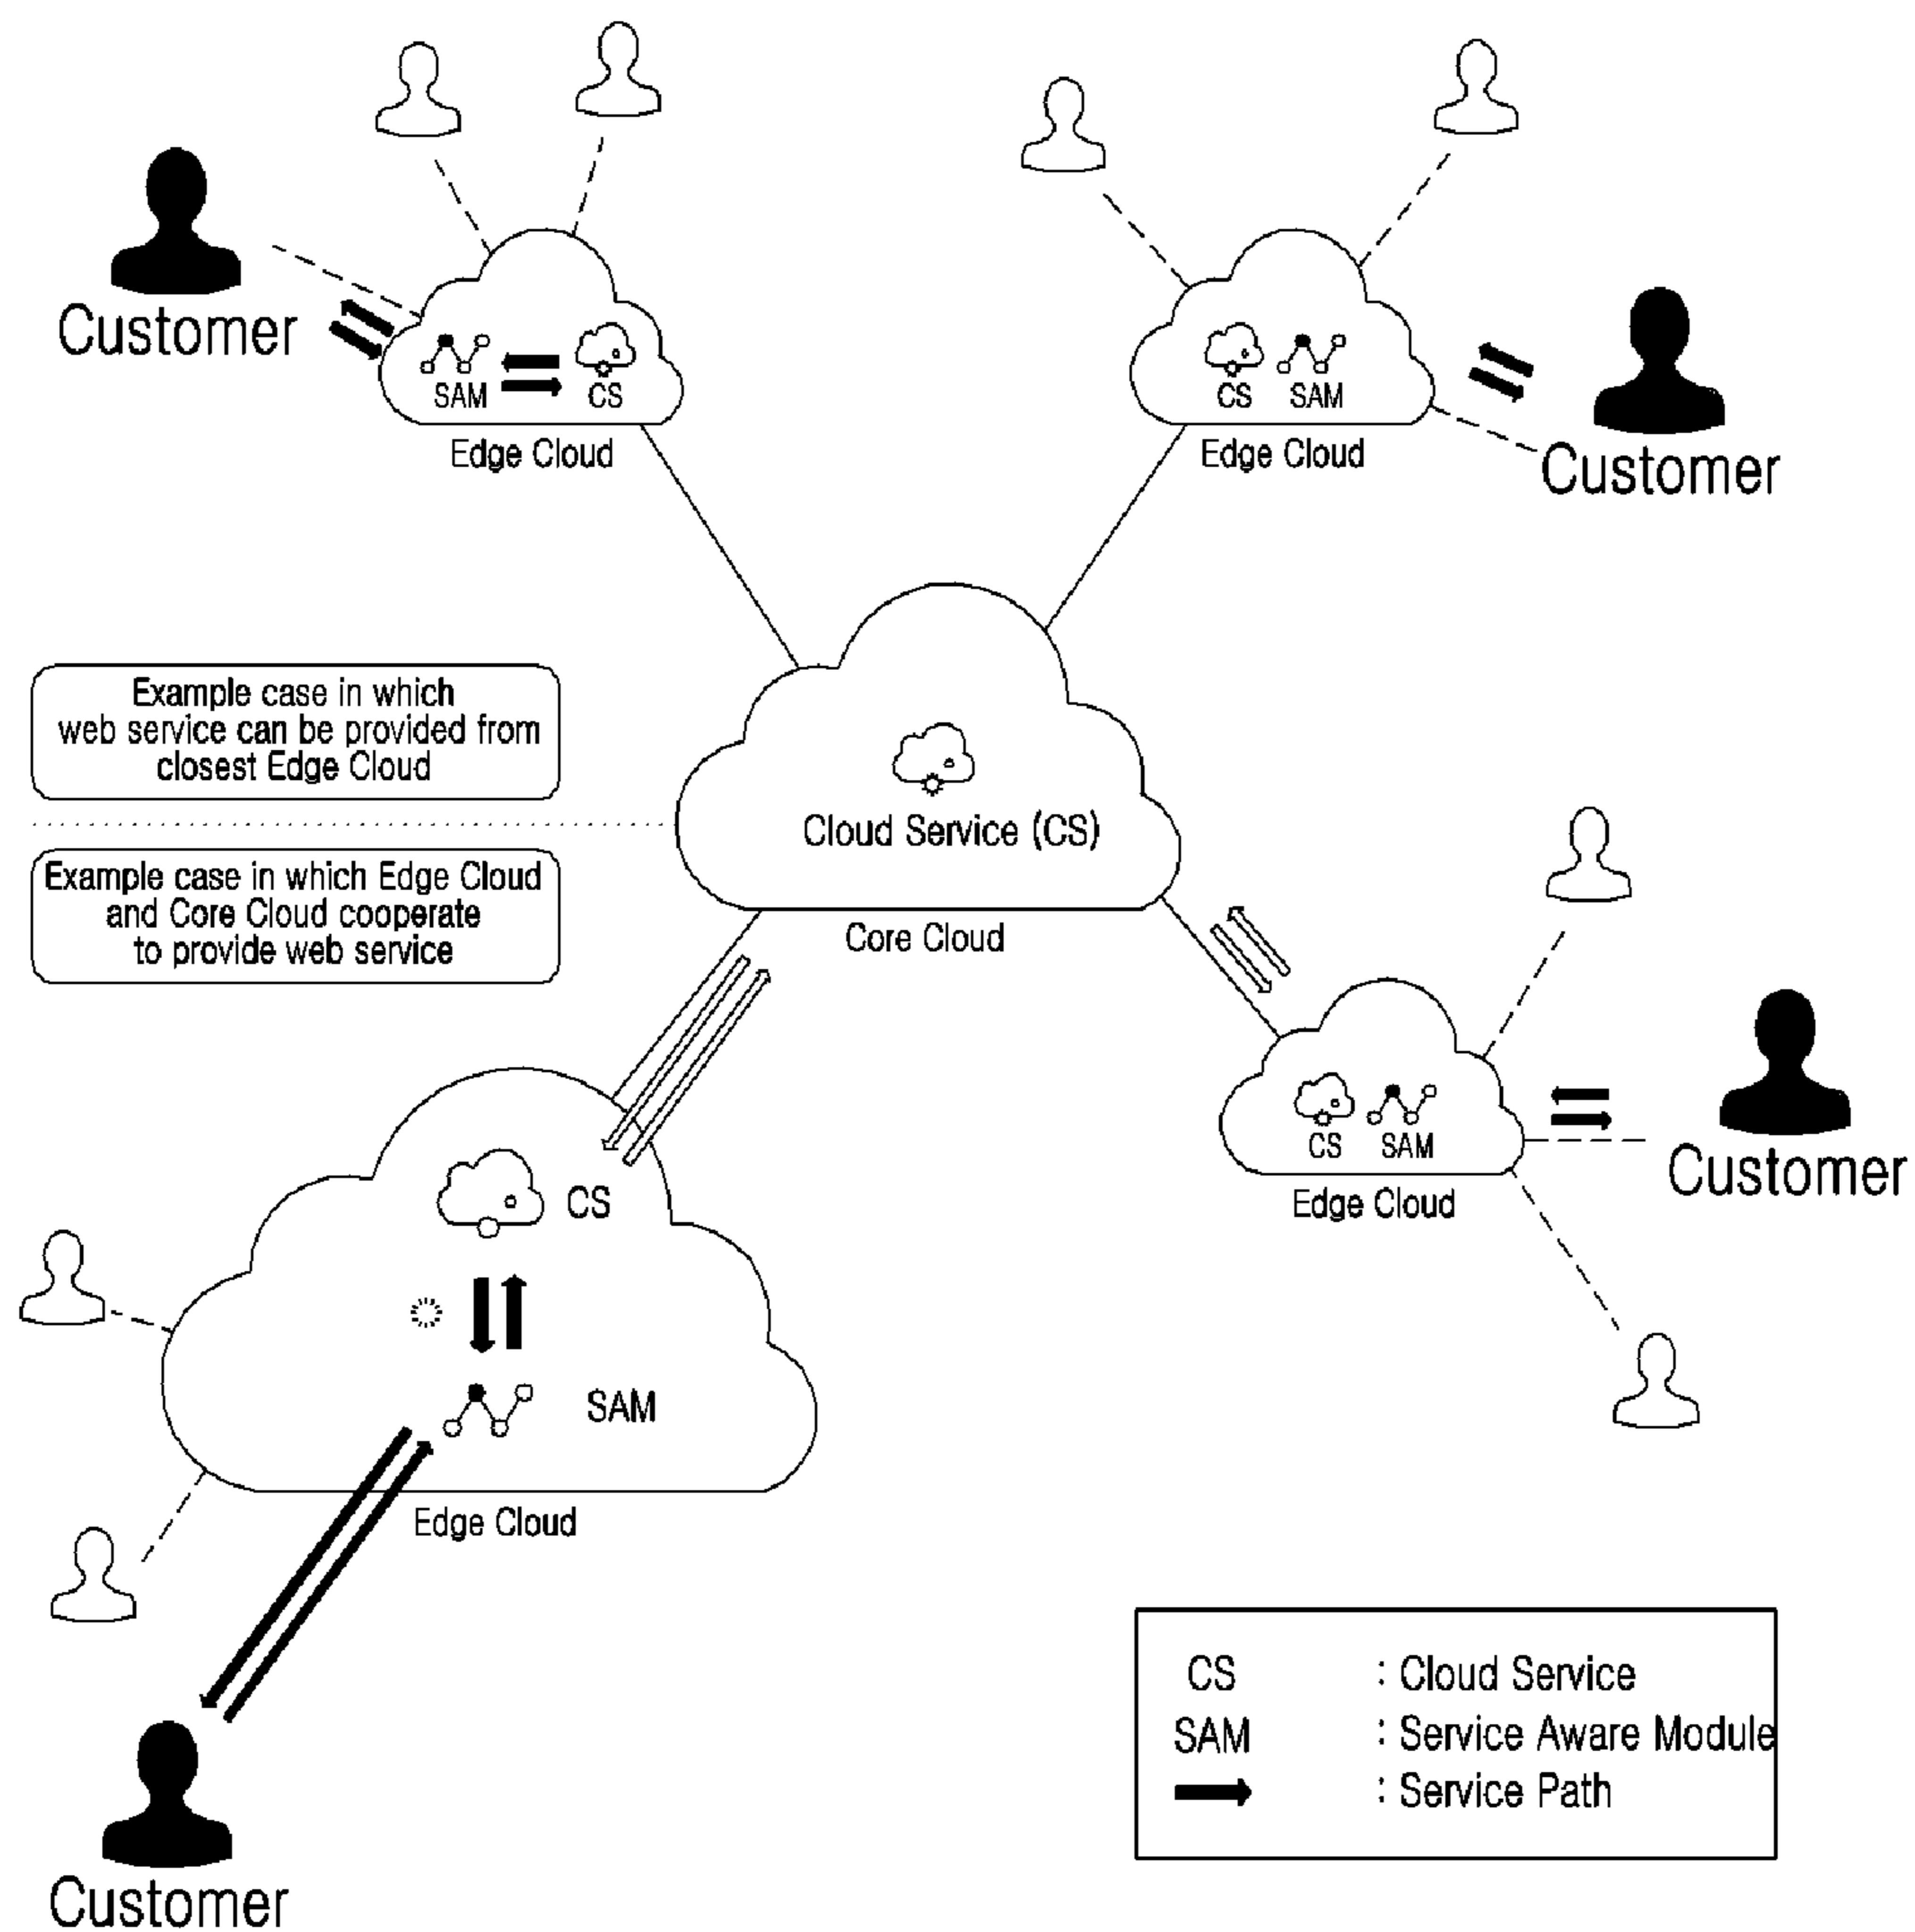 Customer
SAM
CS
Edge Cloud
CS
SAM
Edge Cloud
Customer
Example case in which
web service can be provided from
closest Edge Cloud
Cloud Service (CS)
Core Cloud
Example case in which Edge Cloud
and Core Cloud cooperate
to provide web service
CS
SAM
Edge Cloud
Customer
CS
SAM
Edge Cloud
Customer
CS : Cloud Service
SAM : Service Aware Module
: Service Path